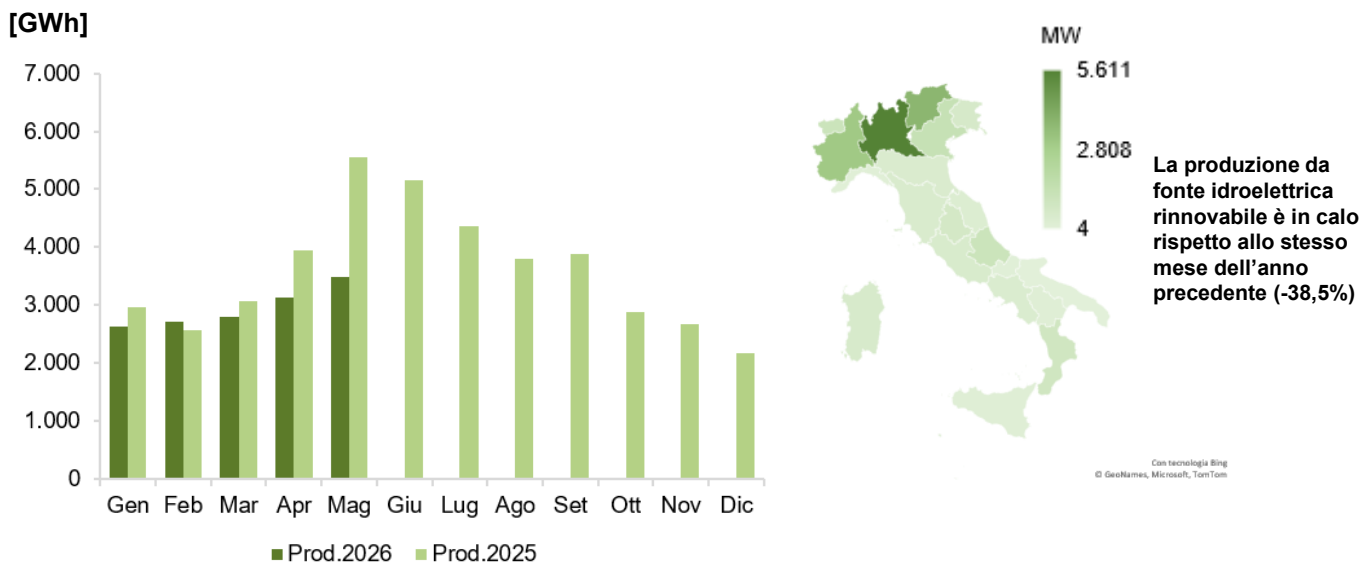 [GWh]
7.000
6.000
5.000
4.000
3.000
2.000
1.000
0
Gen Feb Mar Apr Mag Giu Lug Ago Set Ott Nov Dic
Prod.2026 Prod.2025
MW
5.611
2.808
4
La produzione da
fonte idroelettrica
rinnovabile è in calo
rispetto allo stesso
mese dell’anno
precedente (-38,5%)
Con tecnologia Bing
© GeoNames, Microsoft, TomTom